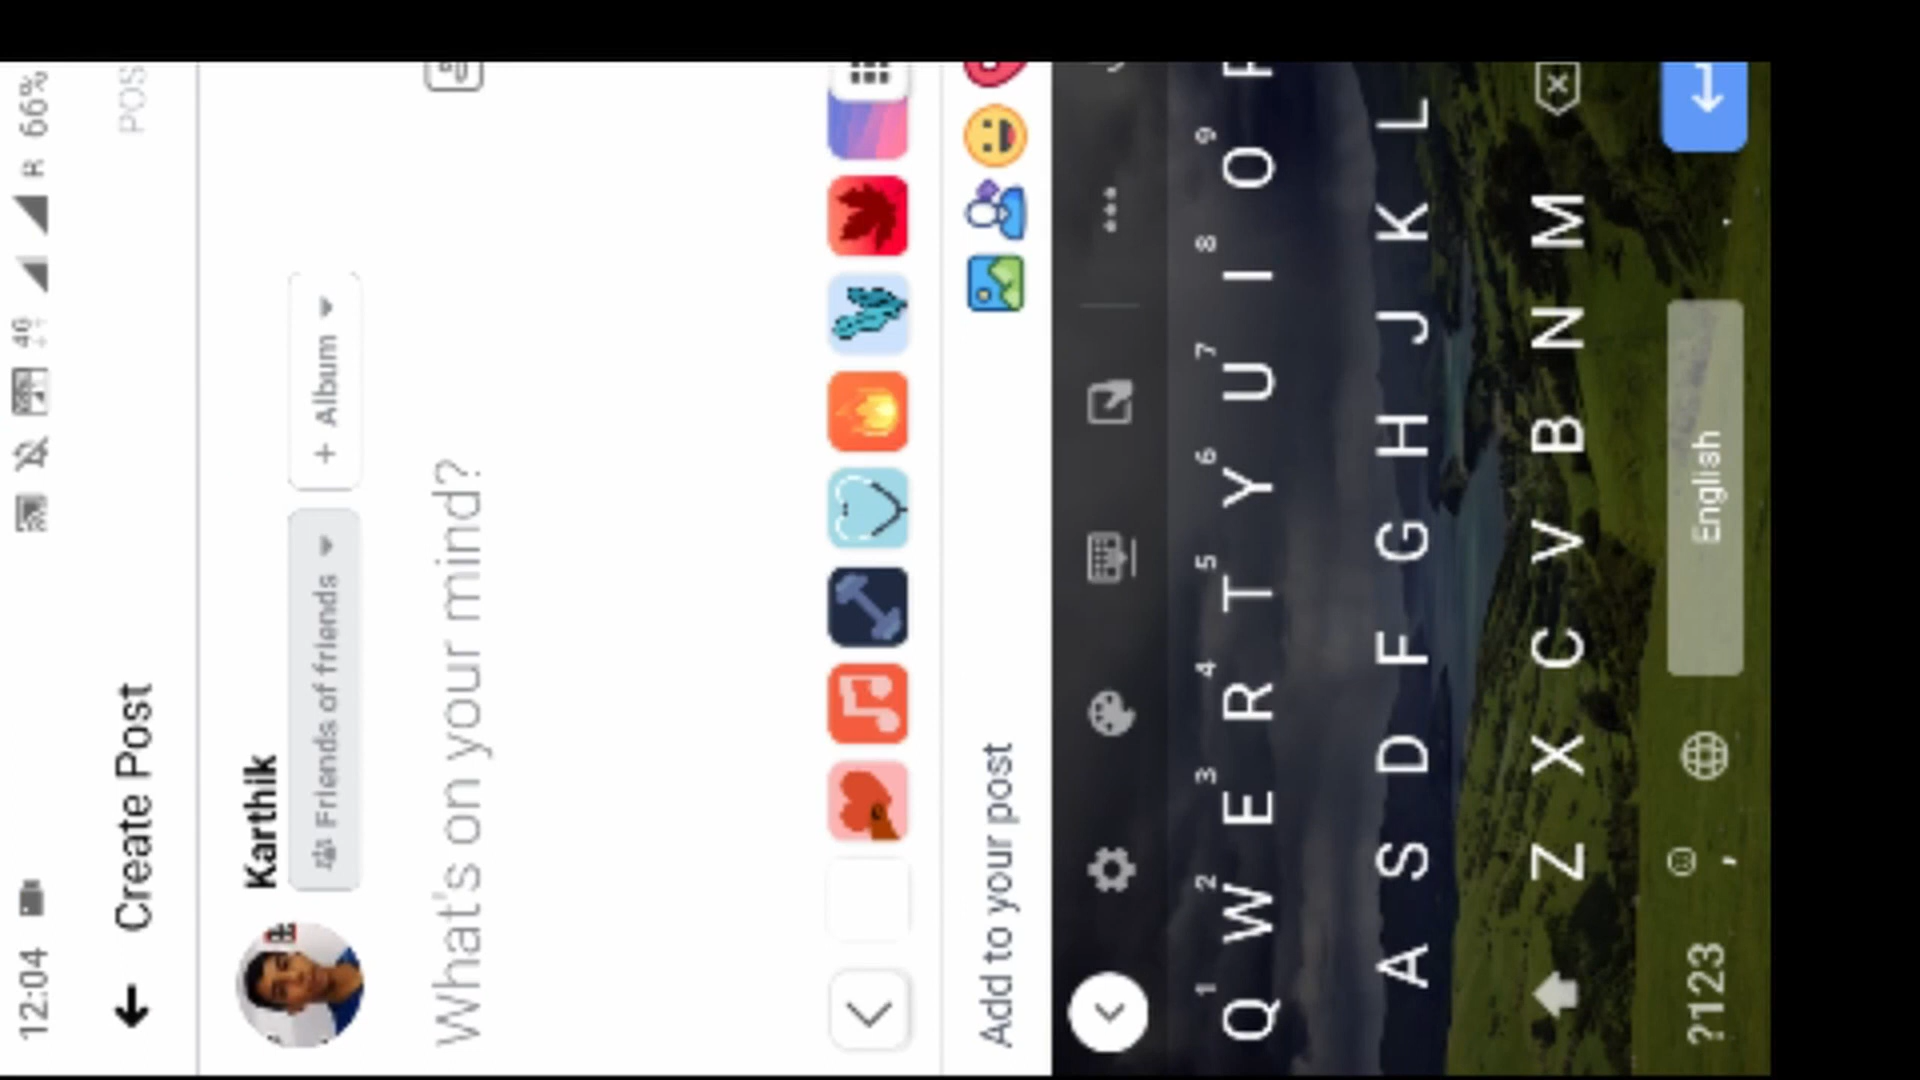 12:04 4G R 66%
Create Post POS
Karthik
Friends of friends
+ Album
What's on your mind?
Add to your post
1 2 3 4 5 6 7 8 9
Q W E R T Y U I O
A S D F G H J K L
Z X C V B N M
?123 , English .